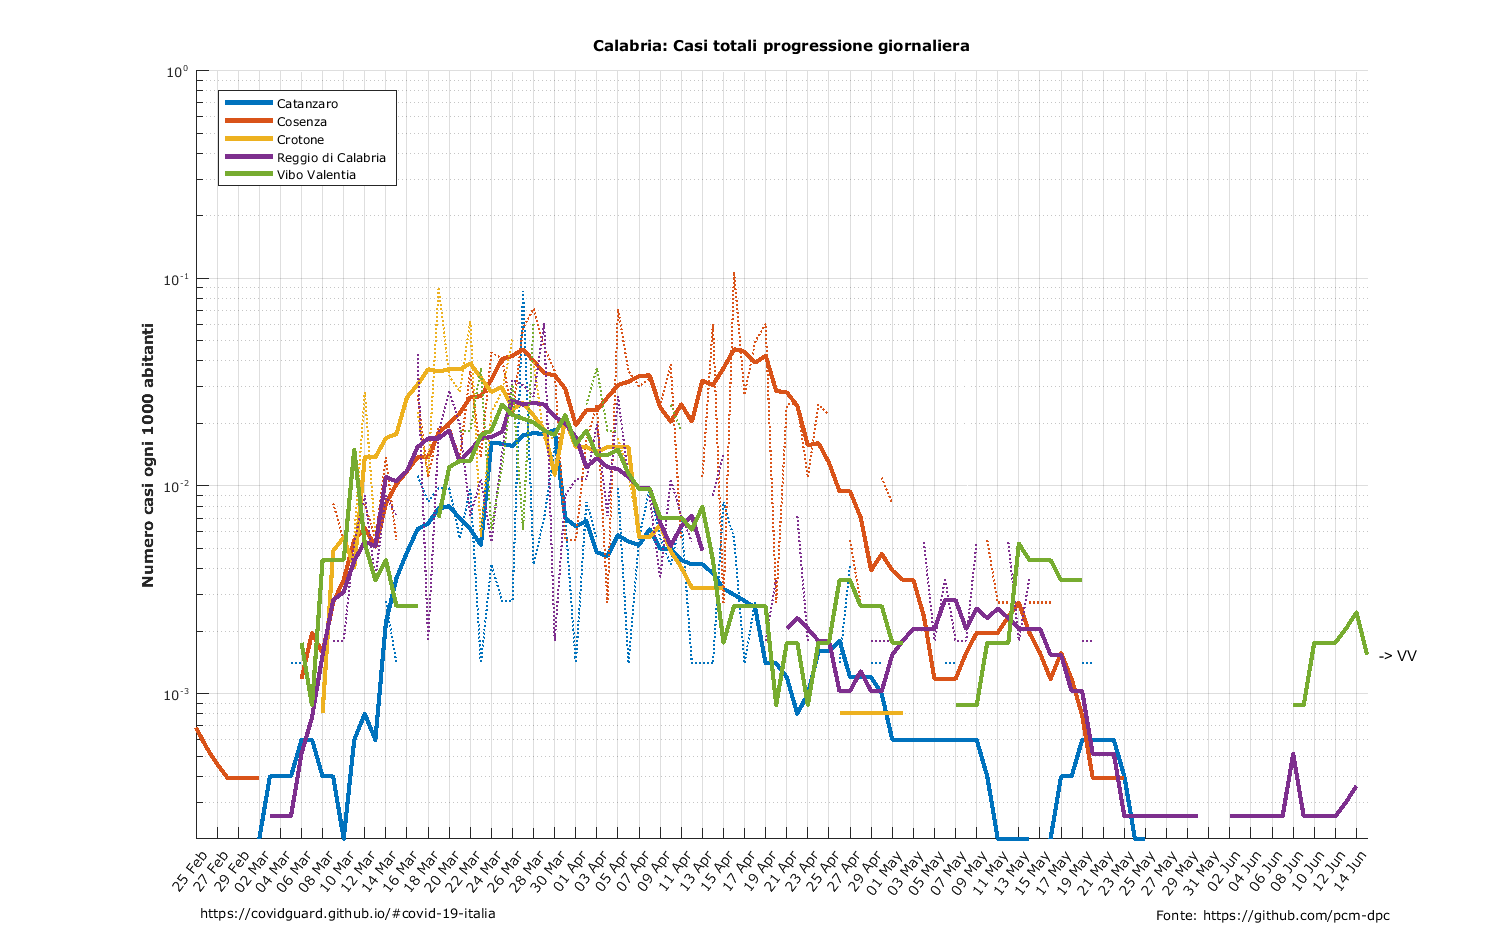 Calabria: Casi totali progressione giornaliera
10^0
10^-1
10^-2
10^-3
Numero casi ogni 1000 abitanti
Catanzaro
Cosenza
Crotone
Reggio di Calabria
Vibo Valentia
-> VV
25 Feb
27 Feb
29 Feb
02 Mar
04 Mar
06 Mar
08 Mar
10 Mar
12 Mar
14 Mar
16 Mar
18 Mar
20 Mar
22 Mar
24 Mar
26 Mar
28 Mar
30 Mar
01 Apr
03 Apr
05 Apr
07 Apr
09 Apr
11 Apr
13 Apr
15 Apr
17 Apr
19 Apr
21 Apr
23 Apr
25 Apr
27 Apr
29 Apr
01 May
03 May
05 May
07 May
09 May
11 May
13 May
15 May
17 May
19 May
21 May
23 May
25 May
27 May
29 May
31 May
02 Jun
04 Jun
06 Jun
08 Jun
10 Jun
12 Jun
14 Jun
https://covidguard.github.io/#covid-19-italia
Fonte: https://github.com/pcm-dpc